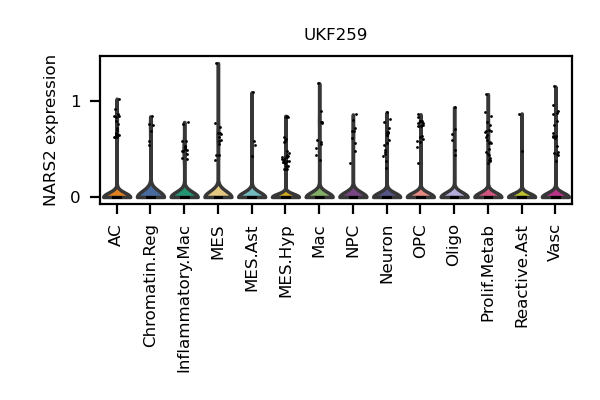 UKF259
NARS2 expression
1
0
AC
Chromatin.Reg
Inflammatory.Mac
MES
MES.Ast
MES.Hyp
Mac
NPC
Neuron
OPC
Oligo
Prolif.Metab
Reactive.Ast
Vasc